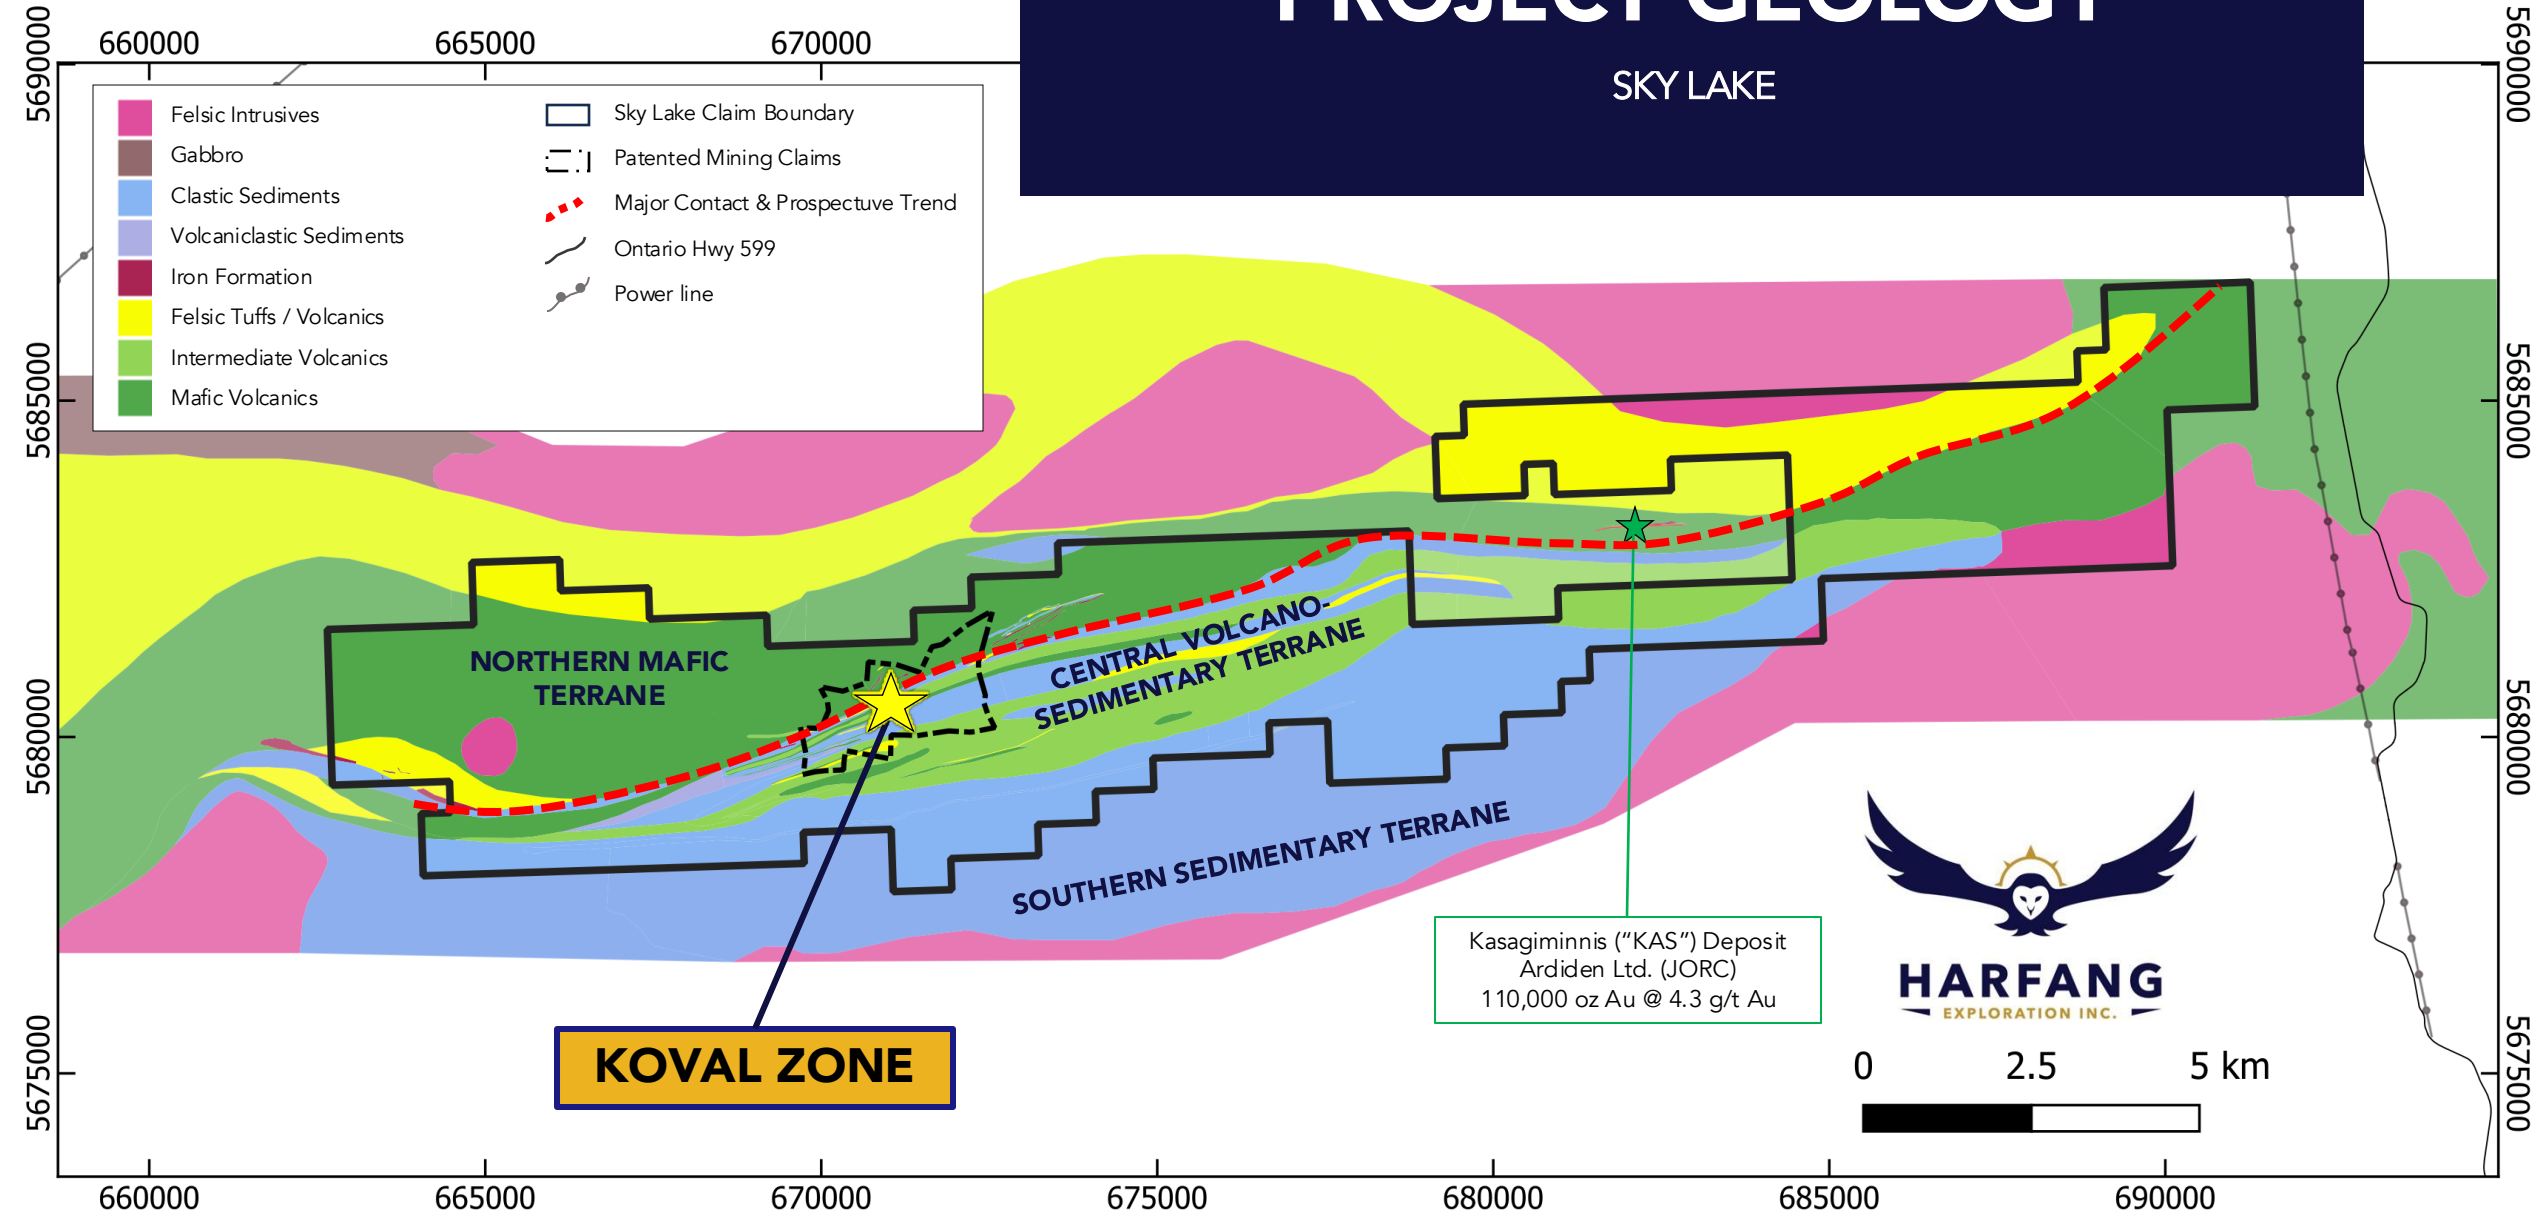 PROJECT GEOLOGY
SKY LAKE
660000
665000
670000
5690000
5690000
Felsic Intrusives
Gabbro
Clastic Sediments
Volcaniclastic Sediments
Iron Formation
Felsic Tuffs / Volcanics
Intermediate Volcanics
Mafic Volcanics
Sky Lake Claim Boundary
Patented Mining Claims
Major Contact & Prospectuve Trend
Ontario Hwy 599
Power line
5685000
5685000
NORTHERN MAFIC
TERRANE
CENTRAL VOLCANO-
SEDIMENTARY TERRANE
5680000
5680000
SOUTHERN SEDIMENTARY TERRANE
Kasagiminnis (“KAS”) Deposit
Ardiden Ltd. (JORC)
110,000 oz Au @ 4.3 g/t Au
HARFANG
EXPLORATION INC.
KOVAL ZONE
0 2.5 5 km
5675000
5675000
660000
665000
670000
675000
680000
685000
690000